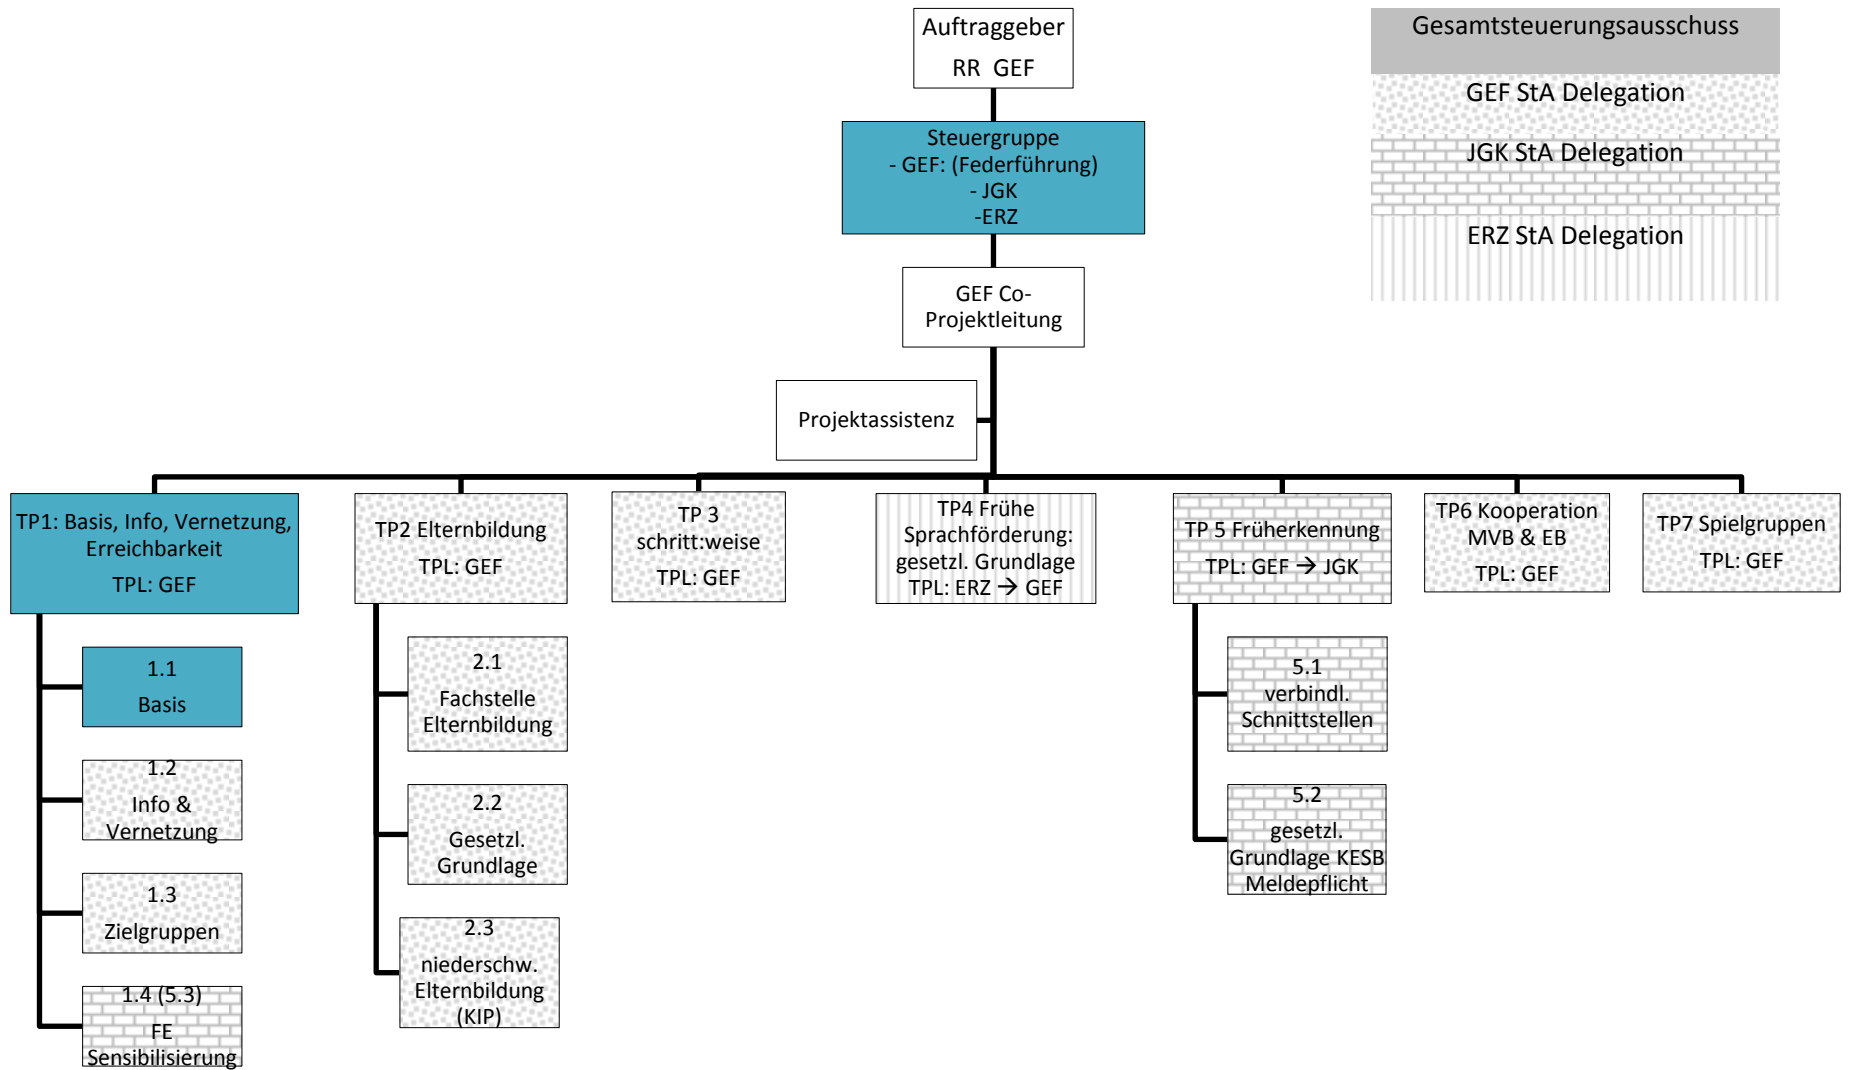 Auftraggeber
RR GEF
Gesamtsteuerungsausschuss
GEF StA Delegation
JGK StA Delegation
ERZ StA Delegation
Steuergruppe
- GEF: (Federführung)
- JGK
-ERZ
GEF Co-
Projektleitung
Projektassistenz
TP1: Basis, Info, Vernetzung,
Erreichbarkeit
TPL: GEF
TP2 Elternbildung
TPL: GEF
TP 3
schritt:weise
TPL: GEF
TP4 Frühe
Sprachförderung:
gesetzl. Grundlage
TPL: ERZ → GEF
TP 5 Früherkennung
TPL: GEF → JGK
TP6 Kooperation
MVB & EB
TPL: GEF
TP7 Spielgruppen
TPL: GEF
1.1
Basis
1.2
Info &
Vernetzung
1.3
Zielgruppen
1.4 (5.3)
FE
Sensibilisierung
2.1
Fachstelle
Elternbildung
2.2
Gesetzl.
Grundlage
2.3
niederschw.
Elternbildung
(KIP)
5.1
verbindl.
Schnittstellen
5.2
gesetzl.
Grundlage KESB
Meldepflicht